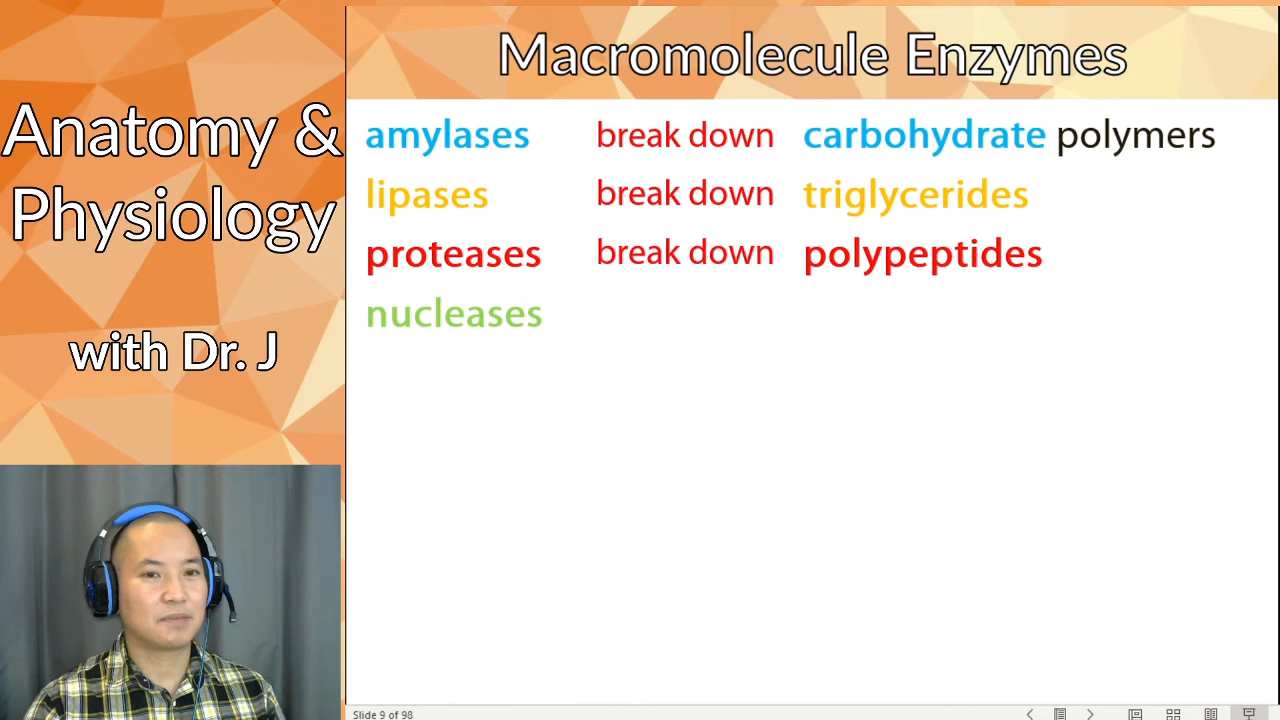 Anatomy &
Physiology
with Dr. J
Macromolecule Enzymes
amylases break down carbohydrate polymers
lipases break down triglycerides
proteases break down polypeptides
nucleases
Slide 9 of 98